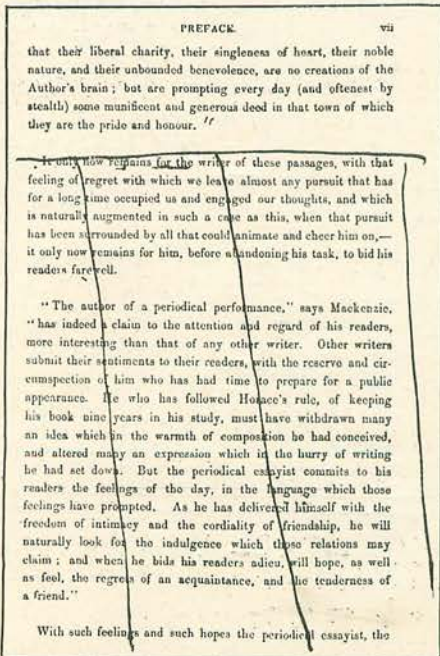 PREFACE. vii
that their liberal charity, their singleness of heart, their noble
nature, and their unbounded benevolence, are no creations of the
Author's brain; but are prompting every day (and oftenest by
stealth) some munificent and generous deed in that town of which
they are the pride and honour. "
It only now remains for the writer of these passages, with that
feeling of regret with which we leave almost any pursuit that has
for a long time occupied us and engaged our thoughts, and which
is naturally augmented in such a case as this, when that pursuit
has been surrounded by all that could animate and cheer him on,—
it only now remains for him, before abandoning his task, to bid his
readers farewell.
"The author of a periodical performance," says Mackenzie,
"has indeed a claim to the attention and regard of his readers,
more interesting than that of any other writer. Other writers
submit their sentiments to their readers, with the reserve and cir-
cumspection of him who has had time to prepare for a public
appearance. He who has followed Horace's rule, of keeping
his book nine years in his study, must have withdrawn many
an idea which in the warmth of composition he had conceived,
and altered many an expression which in the hurry of writing
he had set down. But the periodical essayist commits to his
readers the feelings of the day, in the language which those
feelings have prompted. As he has delivered himself with the
freedom of intimacy and the cordiality of friendship, he will
naturally look for the indulgence which those relations may
claim; and when he bids his readers adieu, will hope, as well
as feel, the regrets of an acquaintance, and the tenderness of
a friend."
With such feelings and such hopes the periodical essayist, the